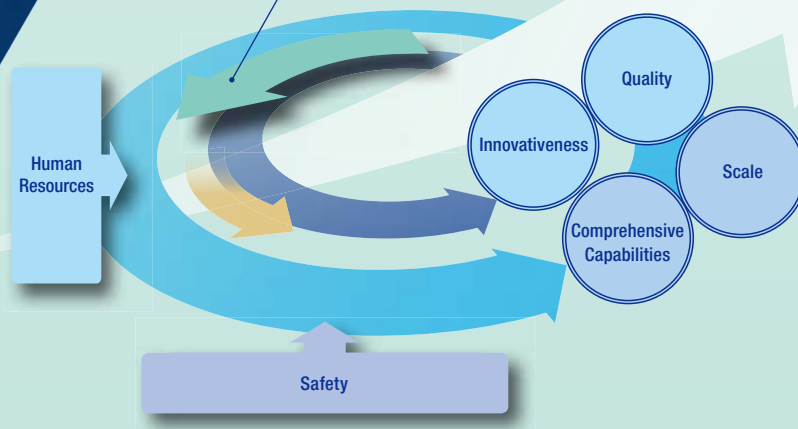 Human
Resources
Innovativeness
Quality
Scale
Comprehensive
Capabilities
Safety